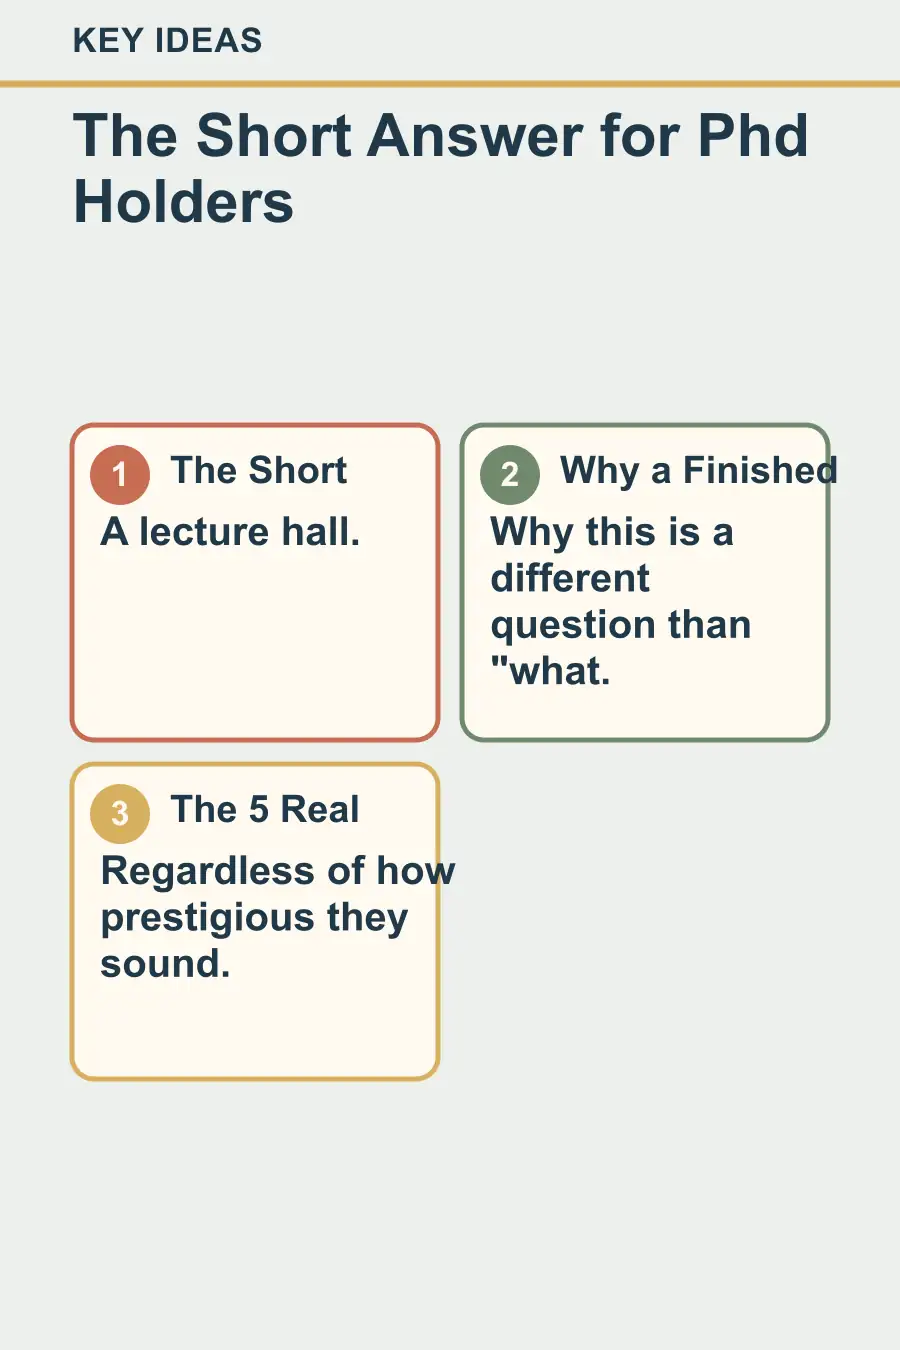 KEY IDEAS
The Short Answer for Phd
Holders
1 The Short
A lecture hall.
2 Why a Finished
Why this is a
different
question than
"what.
3 The 5 Real
Regardless of how
prestigious they
sound.